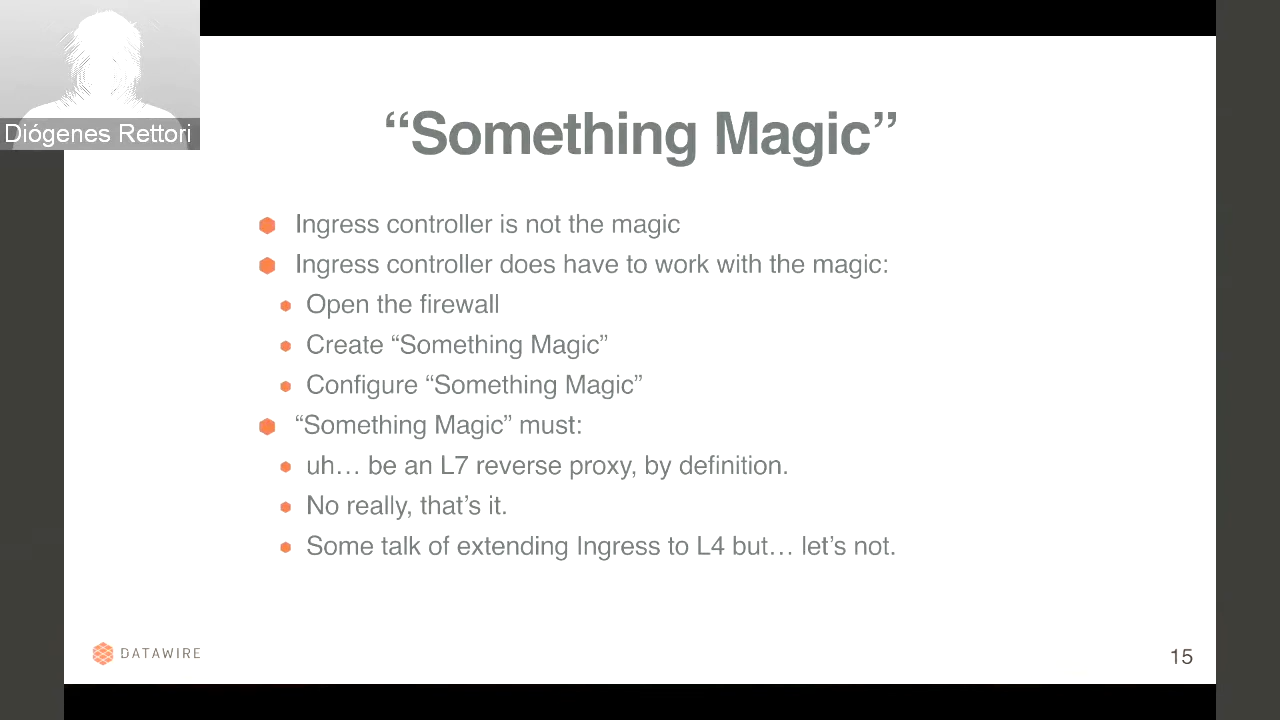 Diógenes Rettori
“Something Magic”
Ingress controller is not the magic
Ingress controller does have to work with the magic:
Open the firewall
Create “Something Magic”
Configure “Something Magic”
“Something Magic” must:
uh… be an L7 reverse proxy, by definition.
No really, that’s it.
Some talk of extending Ingress to L4 but… let’s not.
DATAWIRE
15